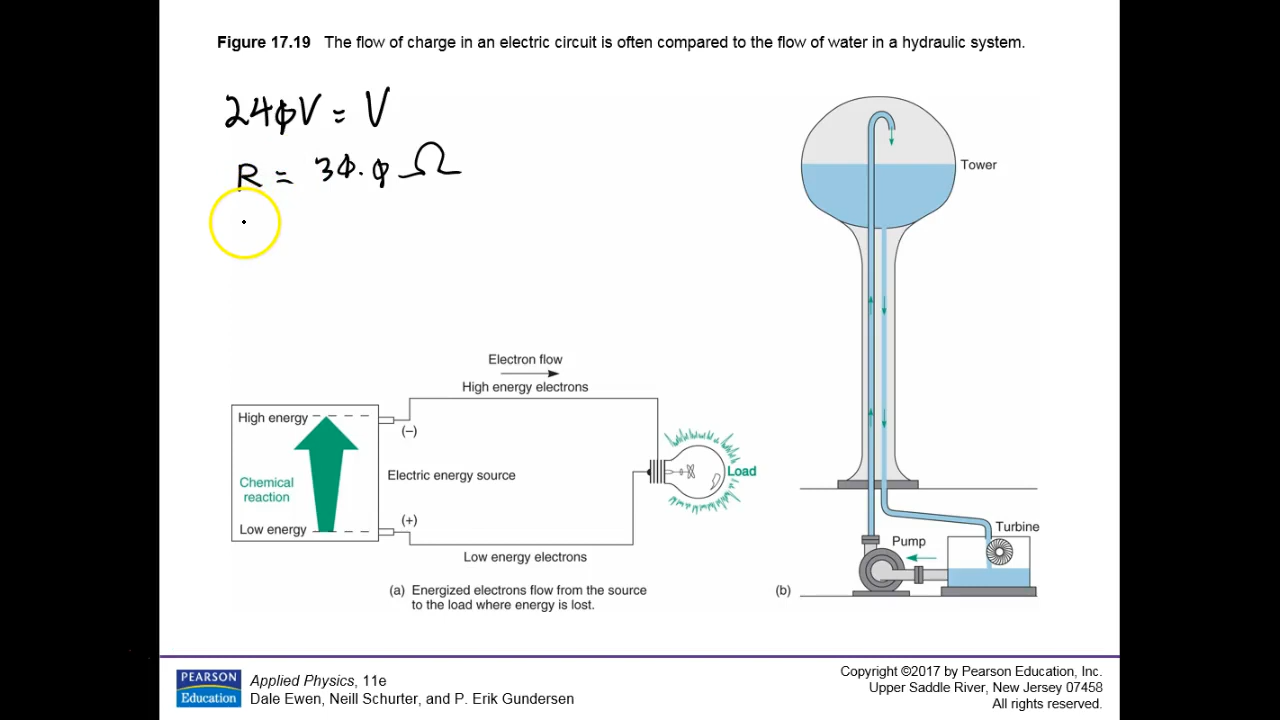 Figure 17.19 The flow of charge in an electric circuit is often compared to the flow of water in a hydraulic system.
240V = V
R = 30.0 Ω
Electron flow
High energy electrons
High energy
(–)
Chemical
reaction
Electric energy source
Load
Low energy
(+)
Low energy electrons
(a) Energized electrons flow from the source
to the load where energy is lost.
Tower
Turbine
Pump
(b)
PEARSON
Education
Applied Physics, 11e
Dale Ewen, Neill Schurter, and P. Erik Gundersen
Copyright ©2017 by Pearson Education, Inc.
Upper Saddle River, New Jersey 07458
All rights reserved.